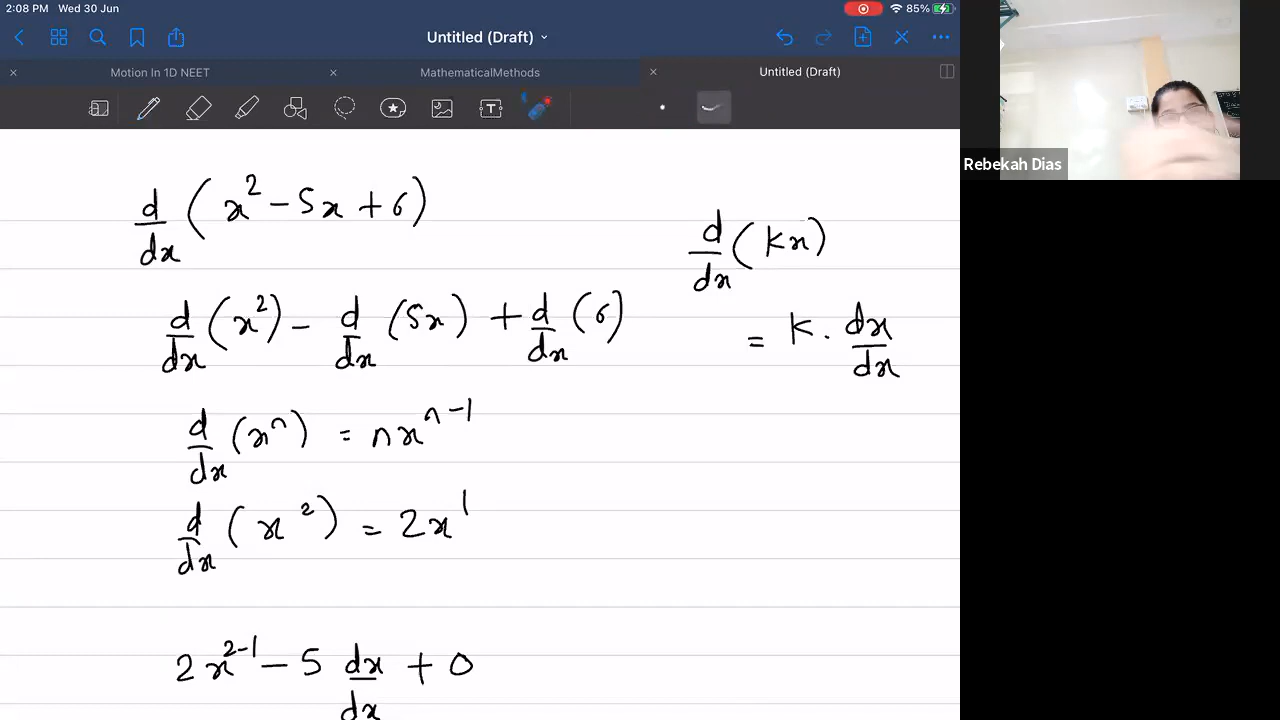 2:08 PM Wed 30 Jun
85%
Untitled (Draft)
Motion In 1D NEET
MathematicalMethods
Untitled (Draft)
T
Rebekah Dias
d/dx (x² - 5x + 6)
d/dx (x²) - d/dx (5x) + d/dx (6)
d/dx (xⁿ) = nxⁿ⁻¹
d/dx (x²) = 2x¹
2x²⁻¹ - 5 dx/dx + 0
d/dx (Kx)
= K . dx/dx